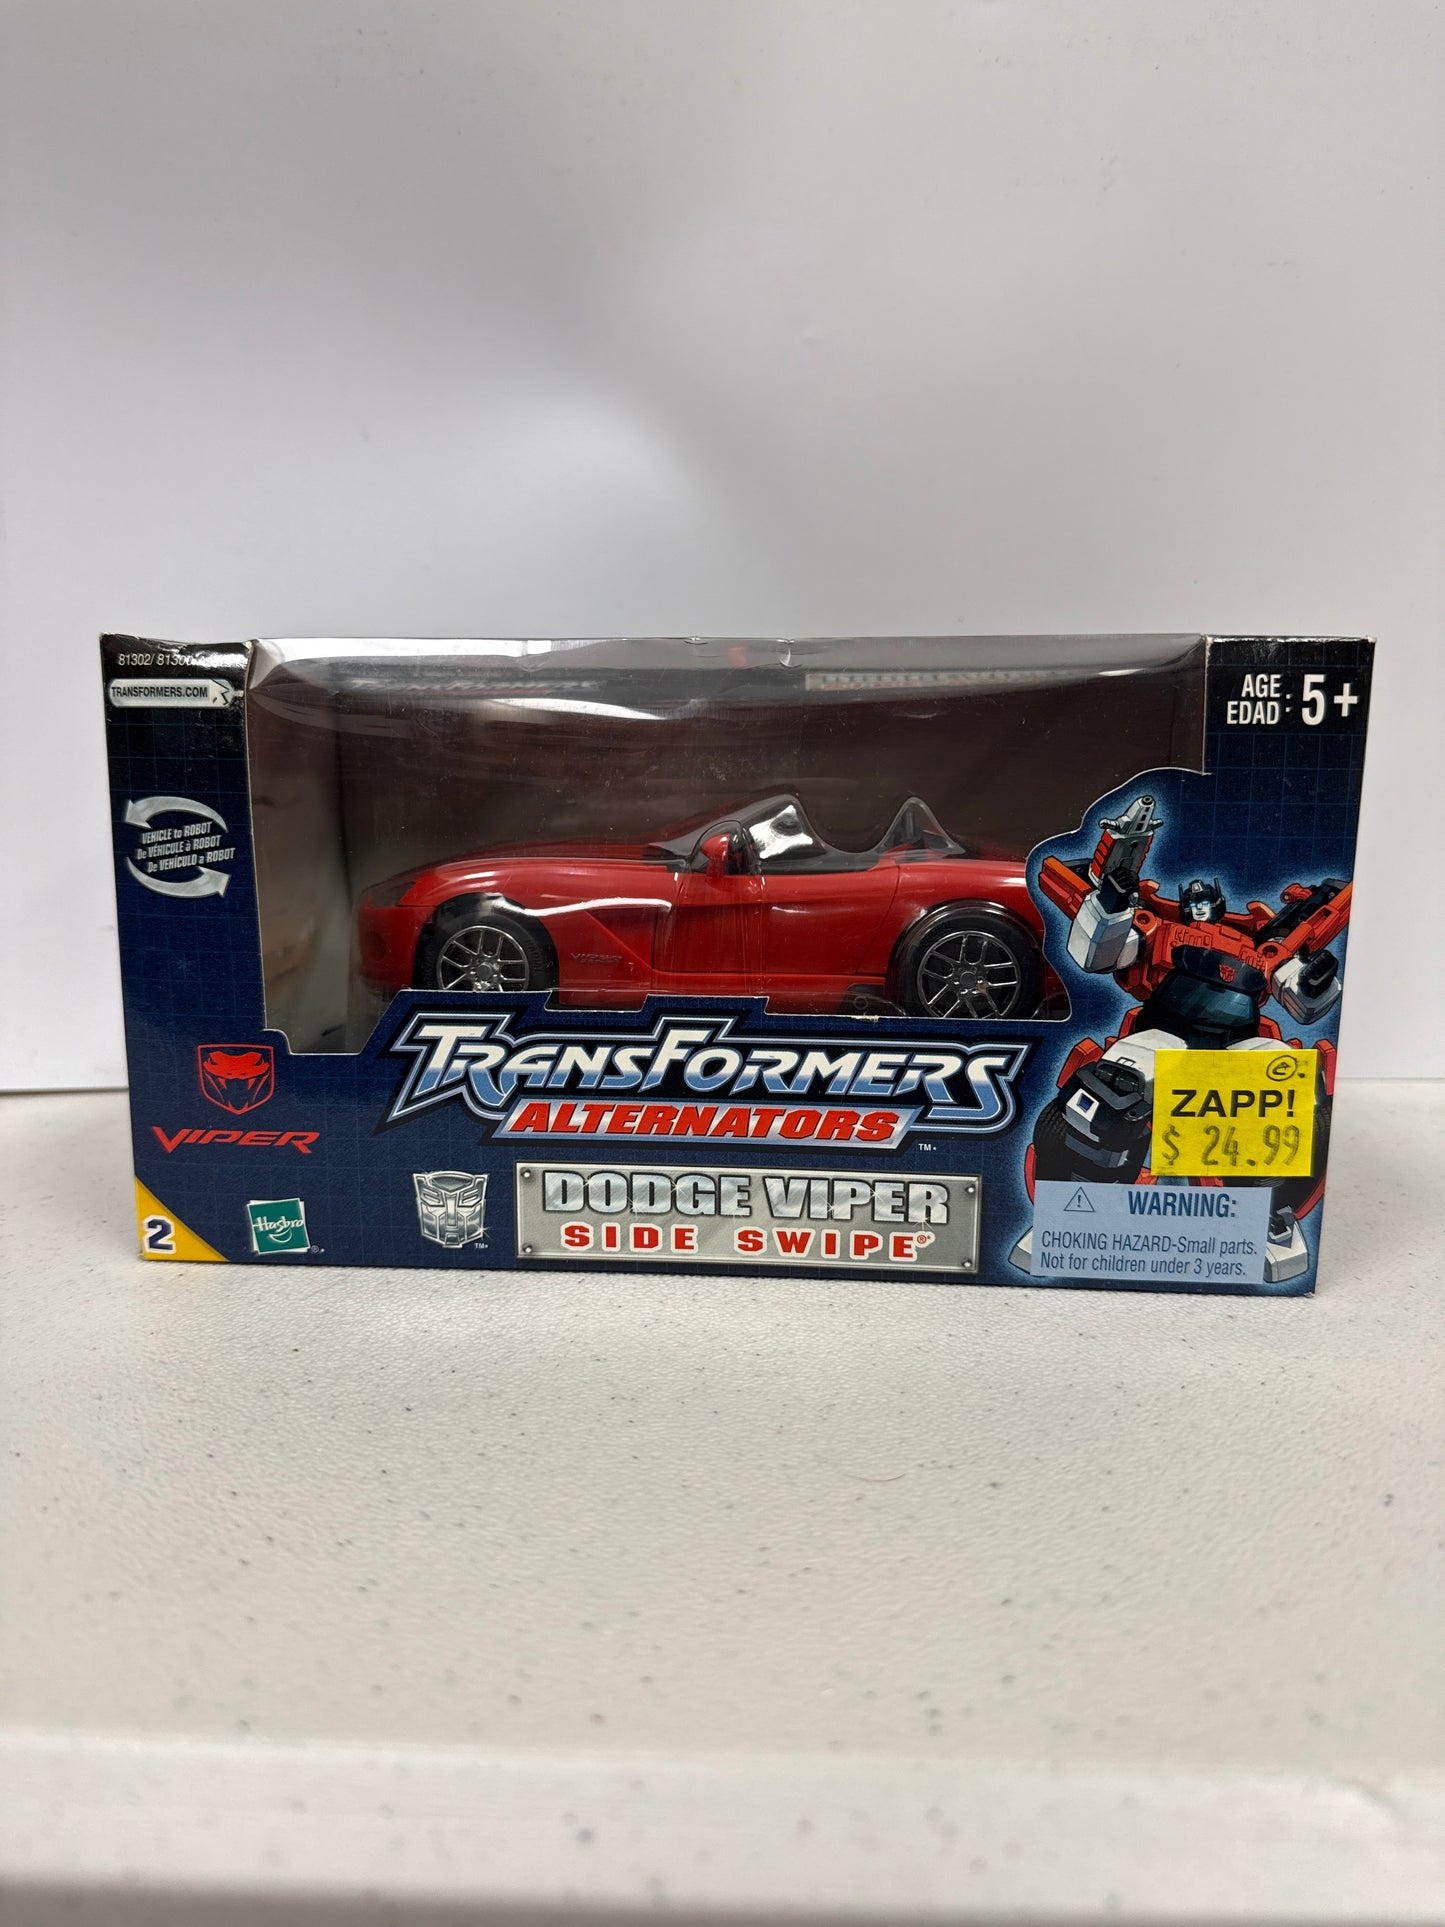 81302/ 81300
TRANSFORMERS.COM
AGE
EDAD : 5+
VEHICLE to ROBOT
De VÉHICULE à ROBOT
De VEHÍCULO a ROBOT
VIPER
TRANSFORMERS
ALTERNATORS
TM.
VIPER
ZAPP!
$ 24.99
2
Hasbro
®.
TM.
DODGE VIPER
SIDE SWIPE®*
WARNING:
CHOKING HAZARD-Small parts.
Not for children under 3 years.